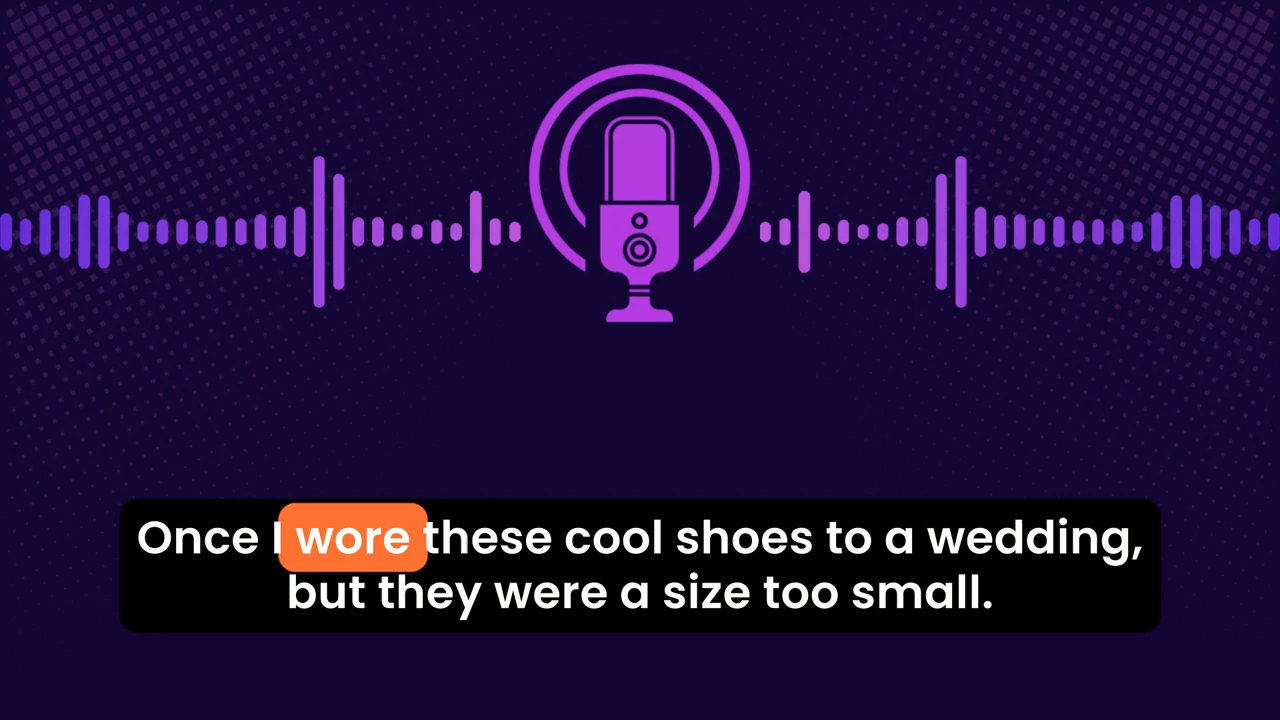 Once I wore these cool shoes to a wedding,
but they were a size too small.